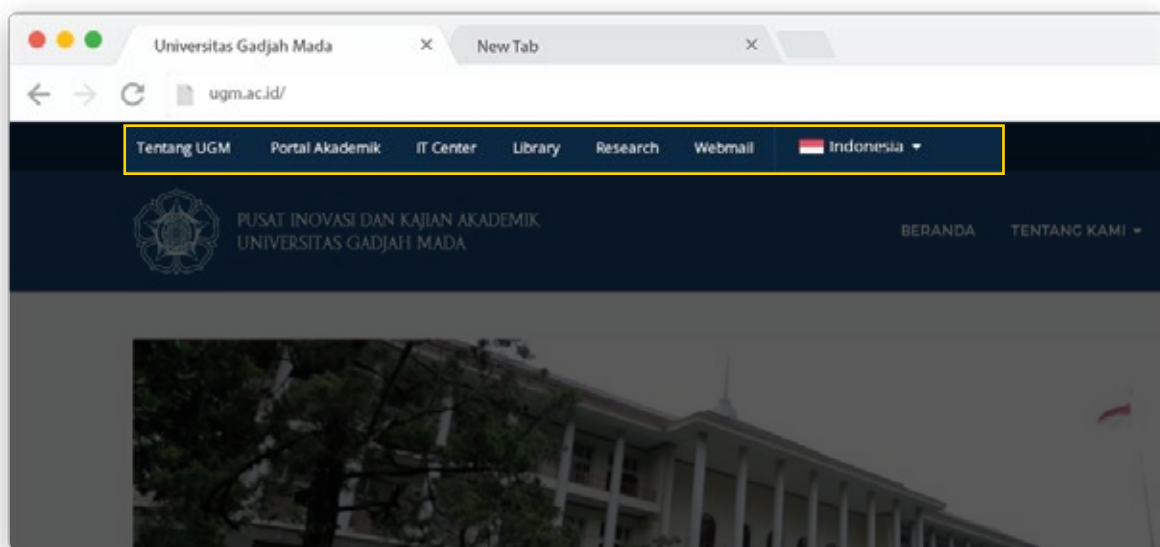 Universitas Gadjah Mada New Tab
ugm.ac.id/
Tentang UGM Portal Akademik IT Center Library Research Webmail Indonesia
PUSAT INOVASI DAN KAJIAN AKADEMIK
UNIVERSITAS GADJAH MADA
BERANDA TENTANG KAMI